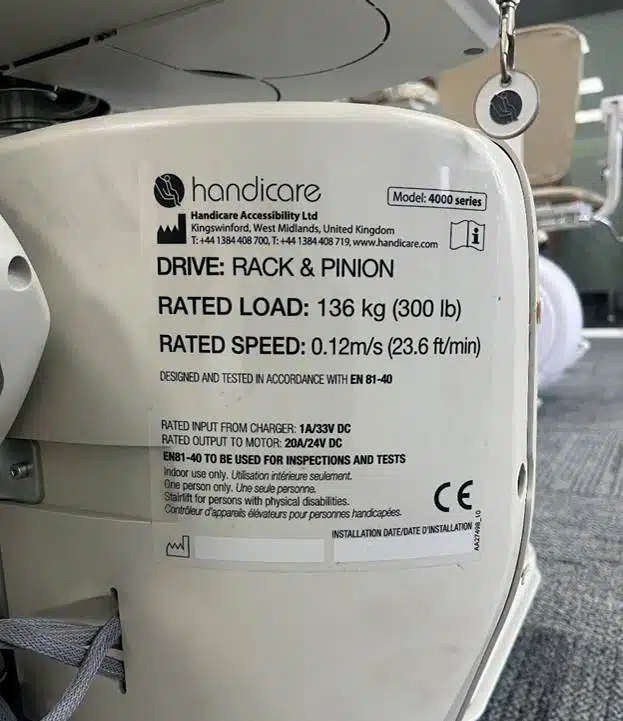 handicare
Model: 4000 series
Handicare Accessibility Ltd
Kingswinford, West Midlands, United Kingdom
T: +44 1384 408 700, T: +44 1384 408 719, www.handicare.com
DRIVE: RACK & PINION
RATED LOAD: 136 kg (300 lb)
RATED SPEED: 0.12m/s (23.6 ft/min)
DESIGNED AND TESTED IN ACCORDANCE WITH EN 81-40
RATED INPUT FROM CHARGER: 1A/33V DC
RATED OUTPUT TO MOTOR: 20A/24V DC
EN81-40 TO BE USED FOR INSPECTIONS AND TESTS
Indoor use only. Utilisation intérieure seulement.
One person only. Une seule personne.
Stairlift for persons with physical disabilities.
Contrôleur d'appareils élévateurs pour personnes handicapées.
CE
INSTALLATION DATE/DATE D'INSTALLATION
AA27498_10